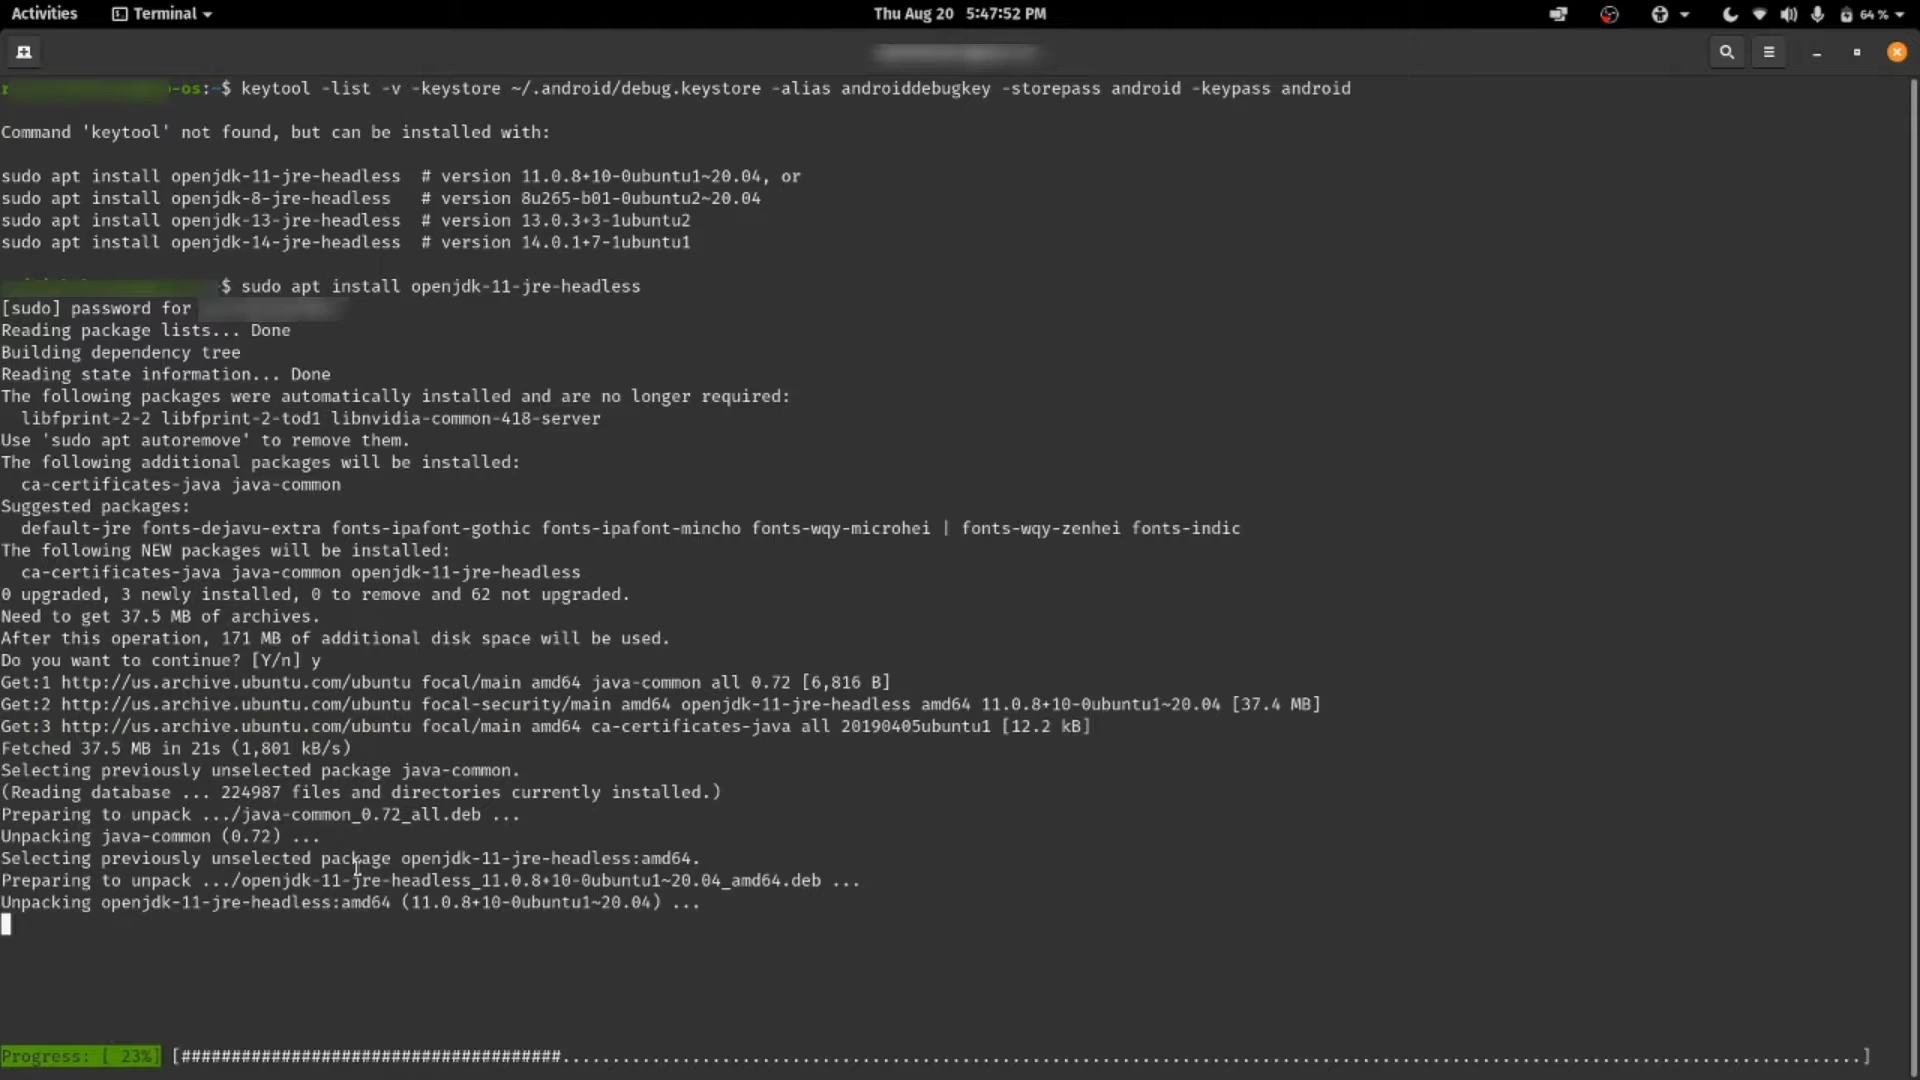 Activities Terminal Thu Aug 20 5:47:52 PM 64 %
-os:~$ keytool -list -v -keystore ~/.android/debug.keystore -alias androiddebugkey -storepass android -keypass android
Command 'keytool' not found, but can be installed with:
sudo apt install openjdk-11-jre-headless  # version 11.0.8+10-0ubuntu1~20.04, or
sudo apt install openjdk-8-jre-headless   # version 8u265-b01-0ubuntu2~20.04
sudo apt install openjdk-13-jre-headless  # version 13.0.3+3-1ubuntu2
sudo apt install openjdk-14-jre-headless  # version 14.0.1+7-1ubuntu1
$ sudo apt install openjdk-11-jre-headless
[sudo] password for
Reading package lists... Done
Building dependency tree
Reading state information... Done
The following packages were automatically installed and are no longer required:
  libfprint-2-2 libfprint-2-tod1 libnvidia-common-418-server
Use 'sudo apt autoremove' to remove them.
The following additional packages will be installed:
  ca-certificates-java java-common
Suggested packages:
  default-jre fonts-dejavu-extra fonts-ipafont-gothic fonts-ipafont-mincho fonts-wqy-microhei | fonts-wqy-zenhei fonts-indic
The following NEW packages will be installed:
  ca-certificates-java java-common openjdk-11-jre-headless
0 upgraded, 3 newly installed, 0 to remove and 62 not upgraded.
Need to get 37.5 MB of archives.
After this operation, 171 MB of additional disk space will be used.
Do you want to continue? [Y/n] y
Get:1 http://us.archive.ubuntu.com/ubuntu focal/main amd64 java-common all 0.72 [6,816 B]
Get:2 http://us.archive.ubuntu.com/ubuntu focal-security/main amd64 openjdk-11-jre-headless amd64 11.0.8+10-0ubuntu1~20.04 [37.4 MB]
Get:3 http://us.archive.ubuntu.com/ubuntu focal/main amd64 ca-certificates-java all 20190405ubuntu1 [12.2 kB]
Fetched 37.5 MB in 21s (1,801 kB/s)
Selecting previously unselected package java-common.
(Reading database ... 224987 files and directories currently installed.)
Preparing to unpack .../java-common_0.72_all.deb ...
Unpacking java-common (0.72) ...
Selecting previously unselected package openjdk-11-jre-headless:amd64.
Preparing to unpack .../openjdk-11-jre-headless_11.0.8+10-0ubuntu1~20.04_amd64.deb ...
Unpacking openjdk-11-jre-headless:amd64 (11.0.8+10-0ubuntu1~20.04) ...
Progress: [ 23%] [######################################..................................................................................................................................]